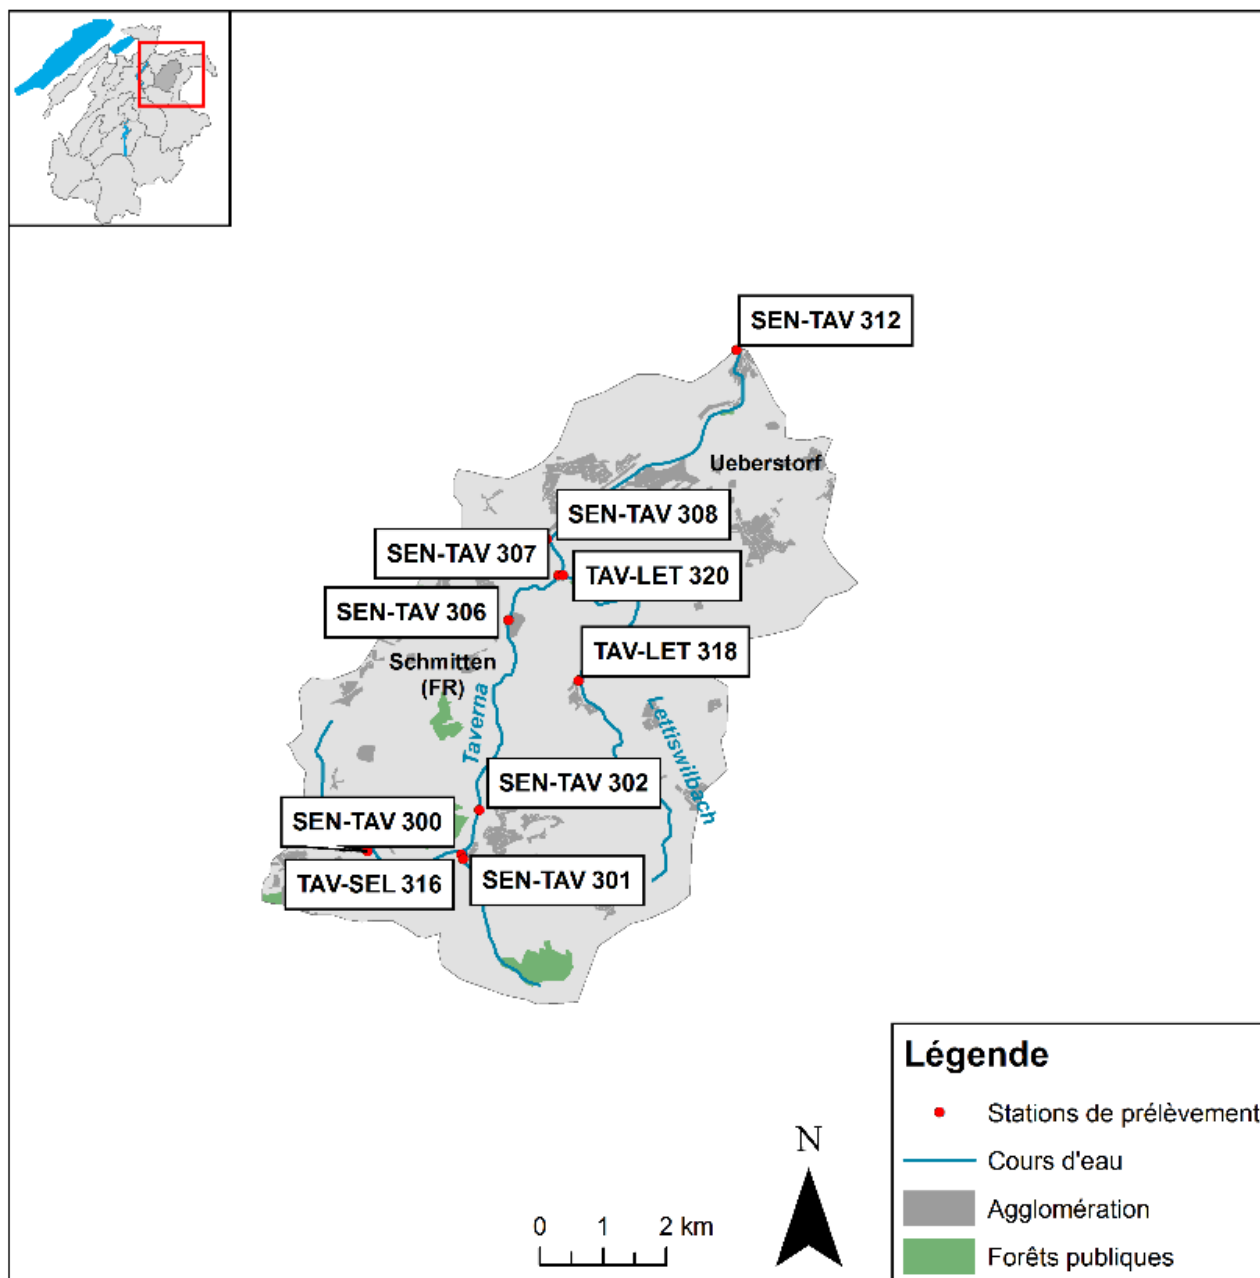 SEN-TAV 312
Ueberstorf
SEN-TAV 308
SEN-TAV 307
TAV-LET 320
SEN-TAV 306
TAV-LET 318
Schmitten
(FR)
Taverna
Lettiswilbach
SEN-TAV 302
SEN-TAV 300
TAV-SEL 316
SEN-TAV 301
Légende
Stations de prélèvement
Cours d'eau
Agglomération
Forêts publiques
N
0 1 2 km